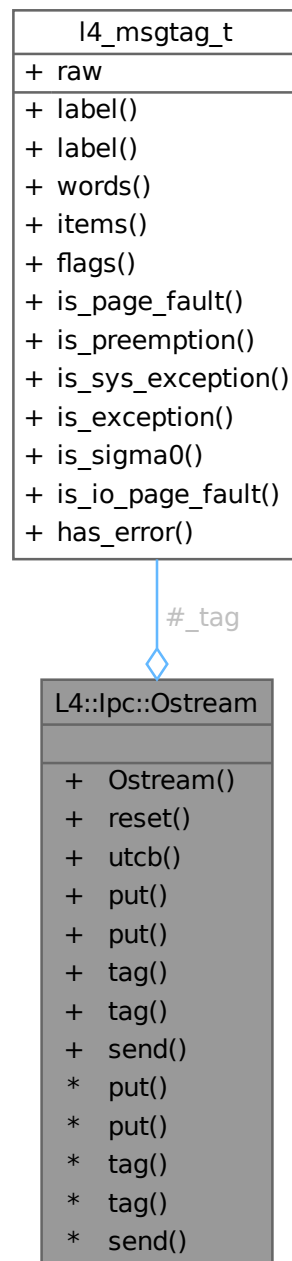 l4_msgtag_t
+ raw
+ label()
+ label()
+ words()
+ items()
+ flags()
+ is_page_fault()
+ is_preemption()
+ is_sys_exception()
+ is_exception()
+ is_sigma0()
+ is_io_page_fault()
+ has_error()
#_tag
L4::Ipc::Ostream
+ Ostream()
+ reset()
+ utcb()
+ put()
+ put()
+ tag()
+ tag()
+ send()
* put()
* put()
* tag()
* tag()
* send()